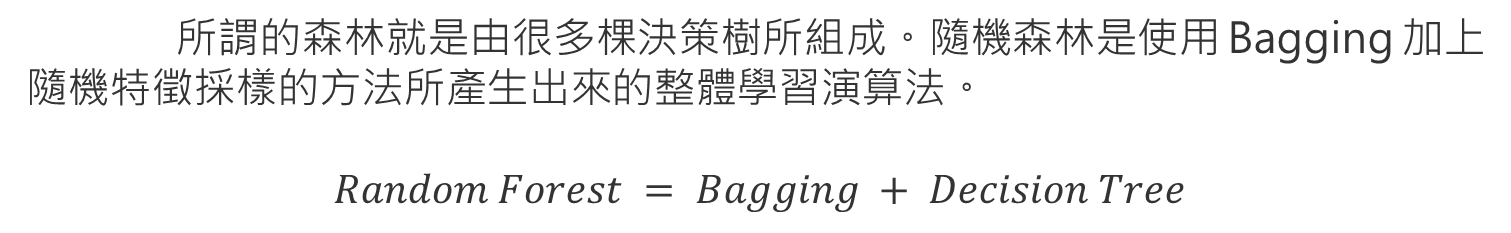 所謂的森林就是由很多棵決策樹所組成。隨機森林是使用 Bagging 加上
隨機特徵採樣的方法所產生出來的整體學習演算法。
Random Forest = Bagging + Decision Tree